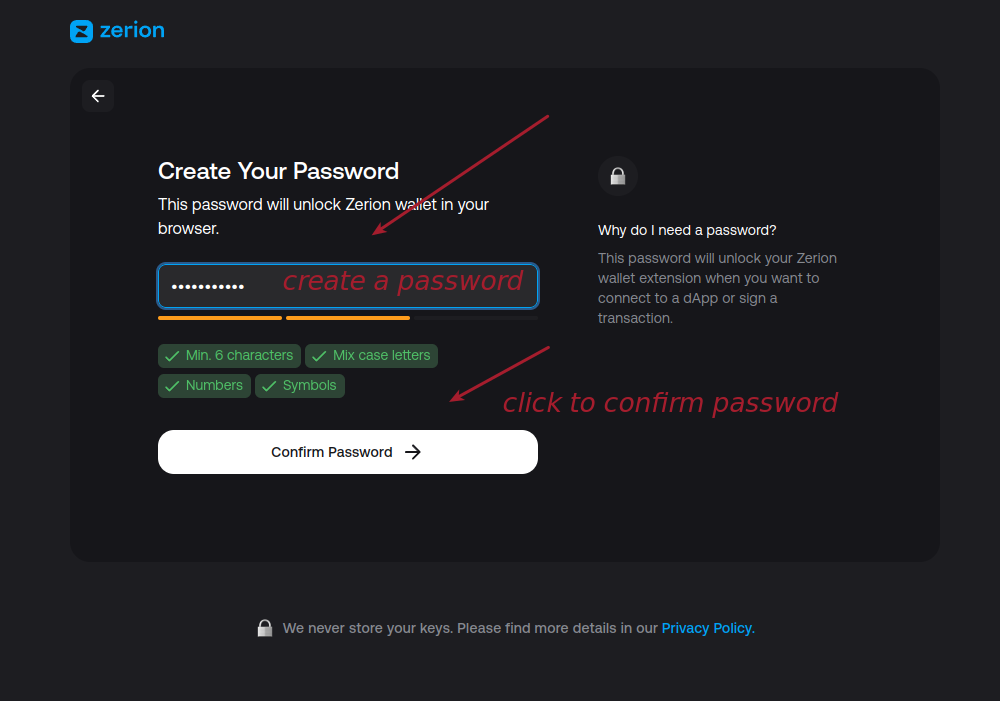 zerion
Create Your Password
This password will unlock Zerion wallet in your
browser.
•••••••••••
create a password
Min. 6 characters
Mix case letters
Numbers
Symbols
click to confirm password
Confirm Password
Why do I need a password?
This password will unlock your Zerion
wallet extension when you want to
connect to a dApp or sign a
transaction.
We never store your keys. Please find more details in our Privacy Policy.